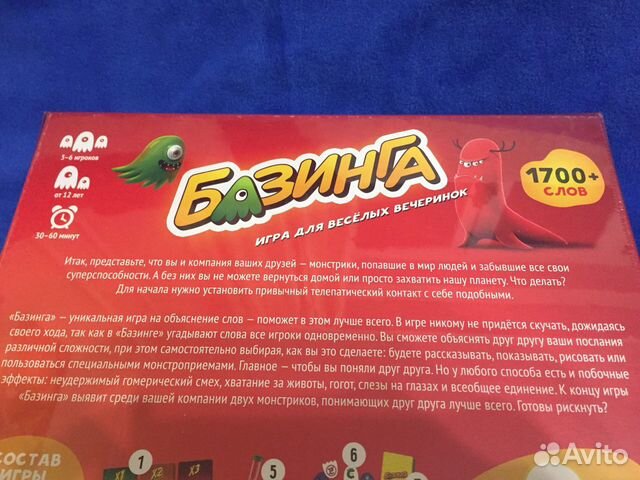 3–6 игроков
от 12 лет
30–60 минут
БАЗИНГА
ИГРА ДЛЯ ВЕСЁЛЫХ ВЕЧЕРИНОК
1700+
СЛОВ
Итак, представьте, что вы и компания ваших друзей — монстрики, попавшие в мир людей и забывшие все свои
суперспособности. А без них вы не можете вернуться домой или просто захватить нашу планету. Что делать?
Для начала нужно установить привычный телепатический контакт с себе подобными.
«Базинга» — уникальная игра на объяснение слов — поможет в этом лучше всего. В игре никому не придётся скучать, дожидаясь
своего хода, так как в «Базинге» угадывают слова все игроки одновременно. Вы сможете объяснять друг другу ваши послания
различной сложности, при этом самостоятельно выбирая, как вы это сделаете: будете рассказывать, показывать, рисовать или
пользоваться специальными монстроприемами. Главное — чтобы вы поняли друг друга. Но у любого способа есть и побочные
эффекты: неудержимый гомерический смех, хватание за животы, гогот, слезы на глазах и всеобщее единение. К концу игры
«Базинга» выявит среди вашей компании двух монстриков, понимающих друг друга лучше всего. Готовы рискнуть?
СОСТАВ
ИГРЫ
1
X1 X2 X3
5
6
Avito